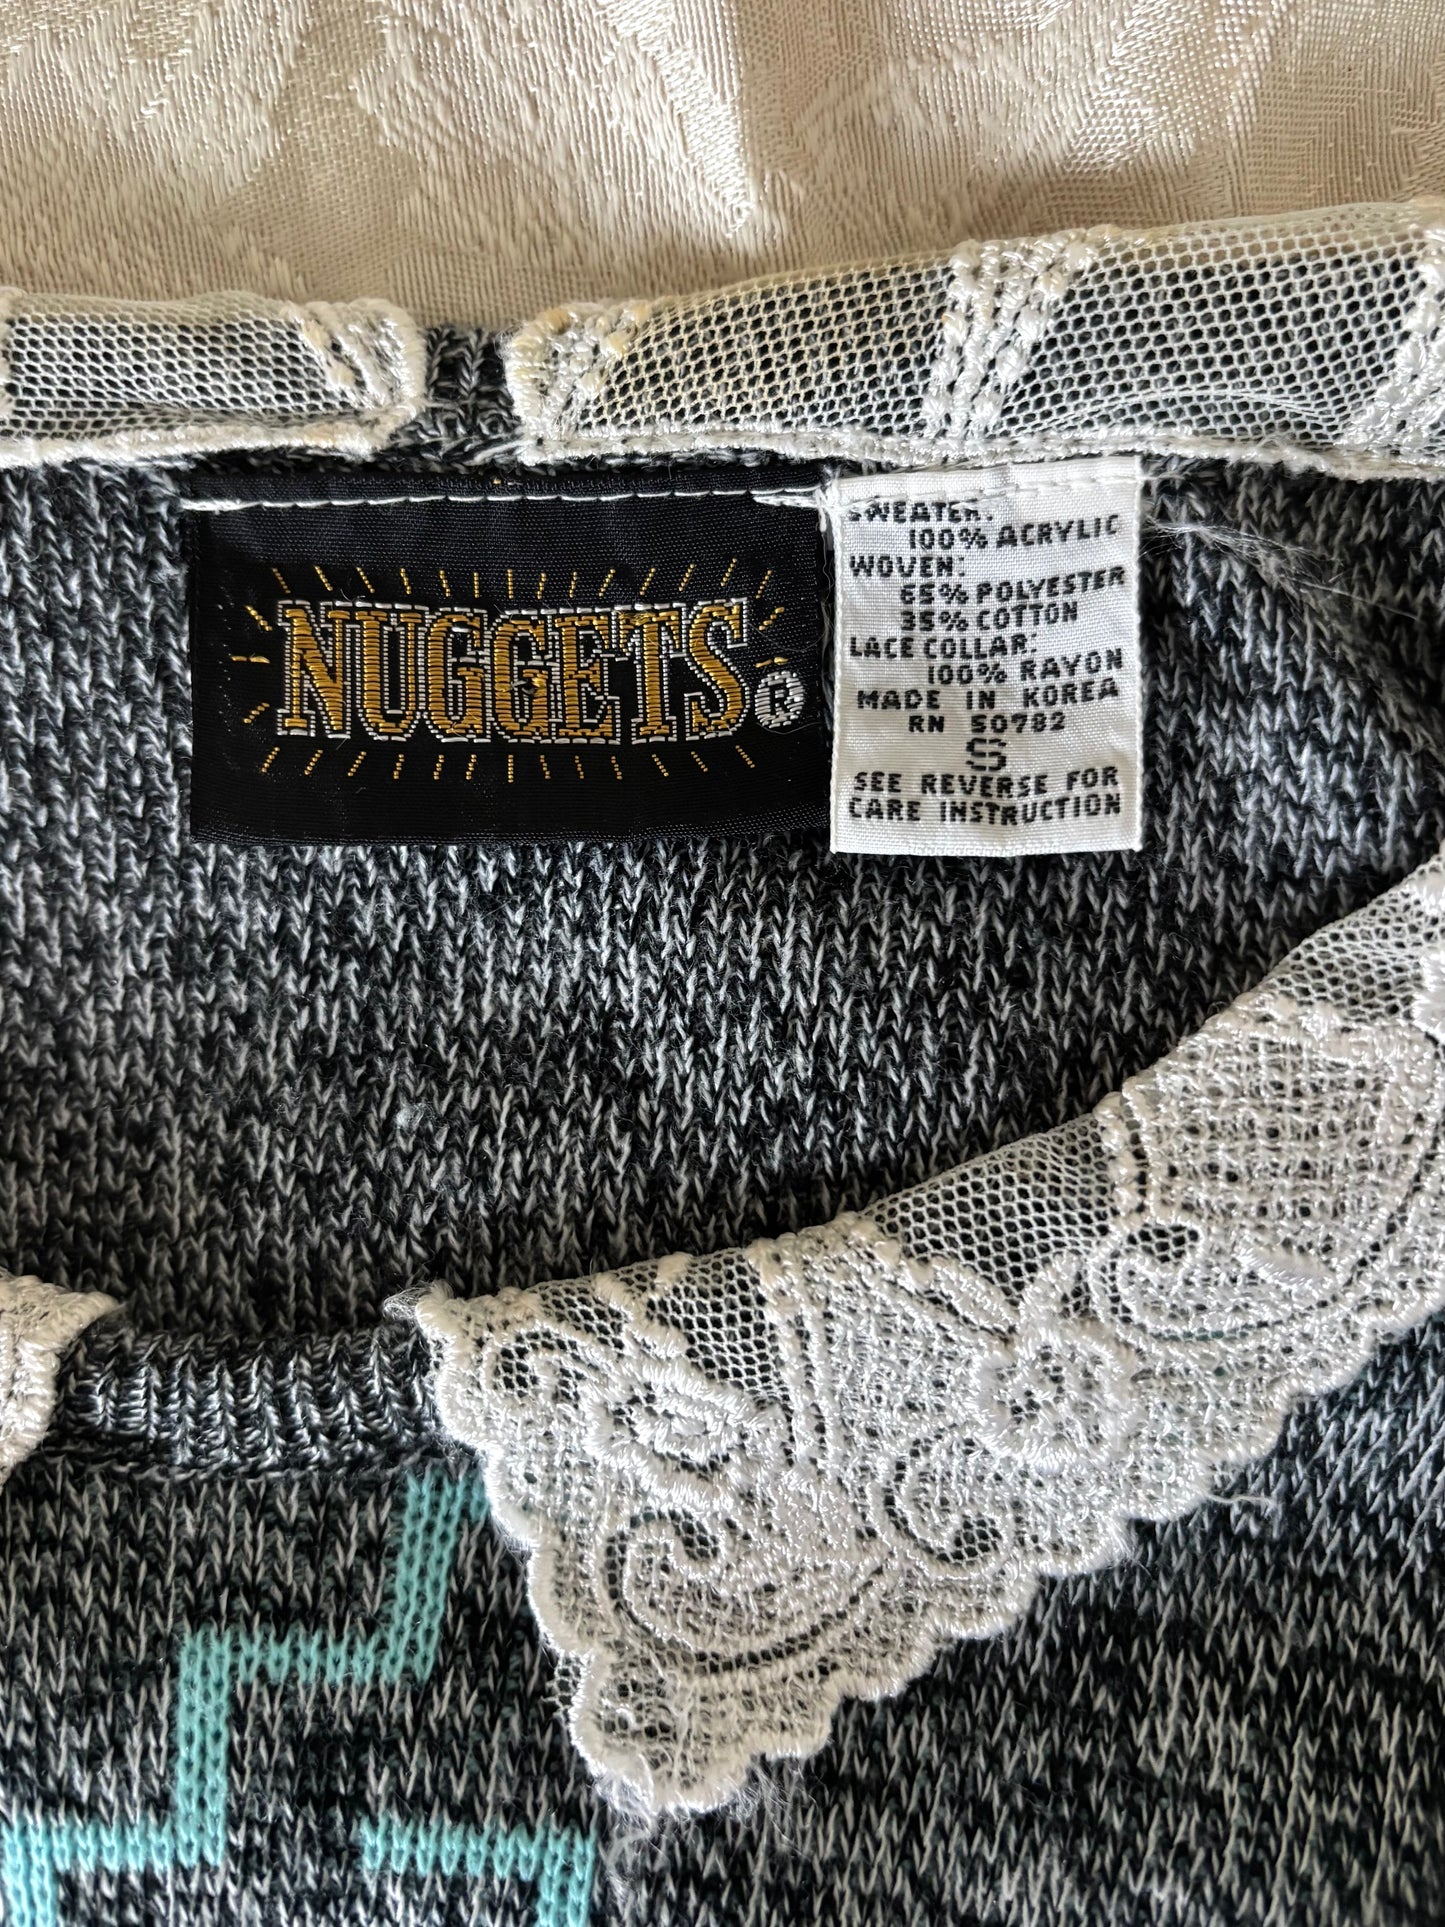 NUGGETS®
SWEATER:
100% ACRYLIC
WOVEN:
65% POLYESTER
35% COTTON
LACE COLLAR:
100% RAYON
MADE IN KOREA
RN 50782
S
SEE REVERSE FOR
CARE INSTRUCTION